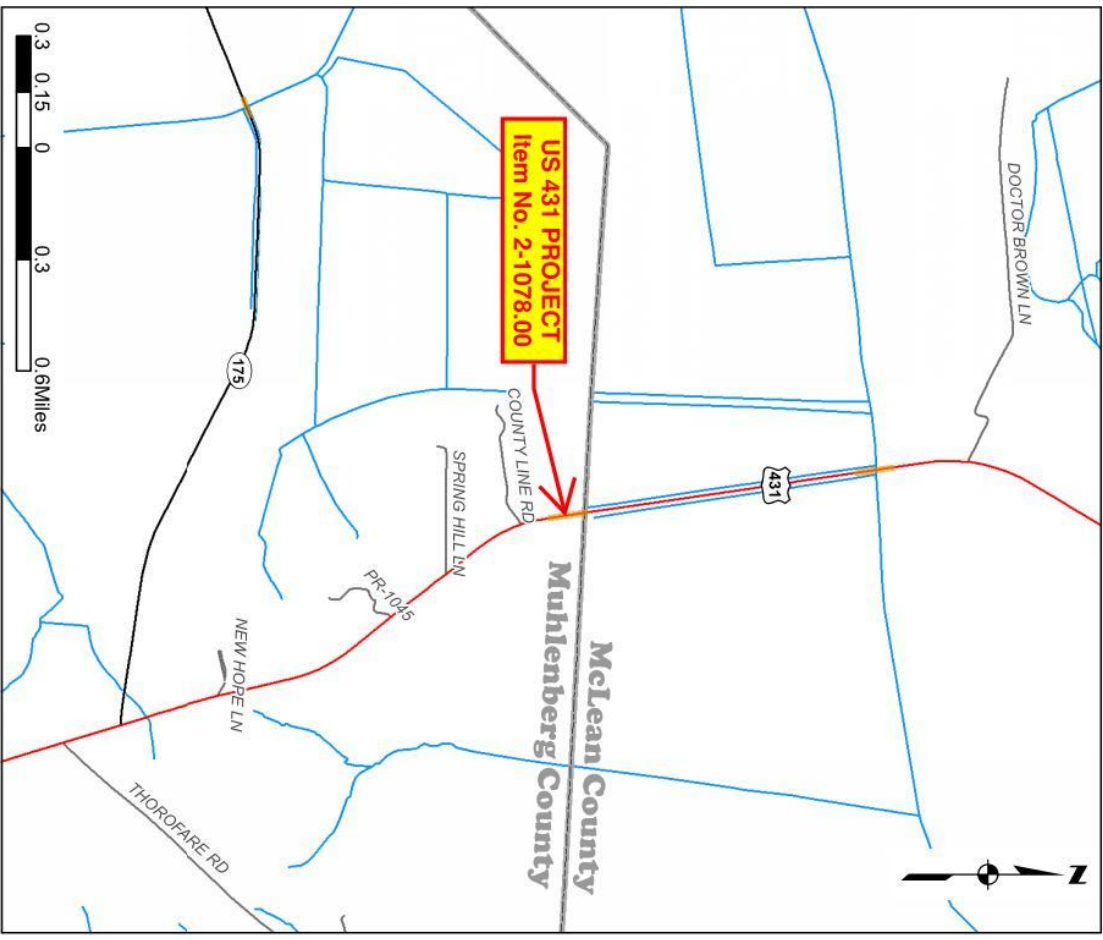 DOCTOR BROWN LN
431
US 431 PROJECT
Item No. 2-1078.00
McLean County
Muhlenberg County
COUNTY LINE RD
SPRING HILL LN
PR-1045
175
NEW HOPE LN
THOROFARE RD
N
0.3 0.15 0 0.3 0.6Miles